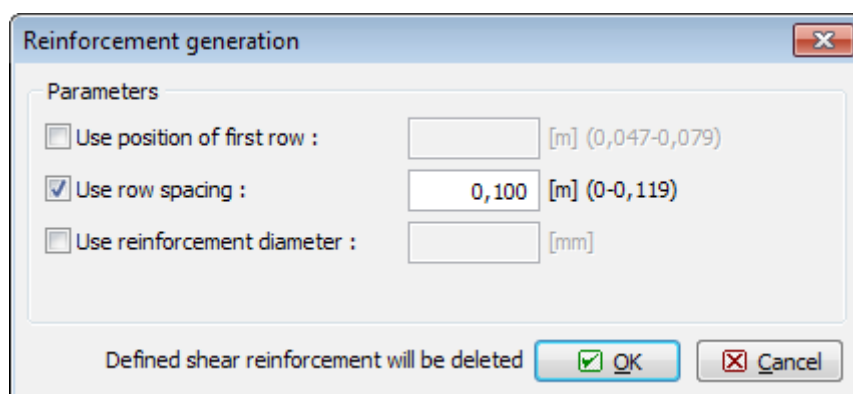 Reinforcement generation
Parameters
Use position of first row : [m] (0,047-0,079)
Use row spacing : 0,100 [m] (0-0,119)
Use reinforcement diameter : [mm]
Defined shear reinforcement will be deleted OK Cancel